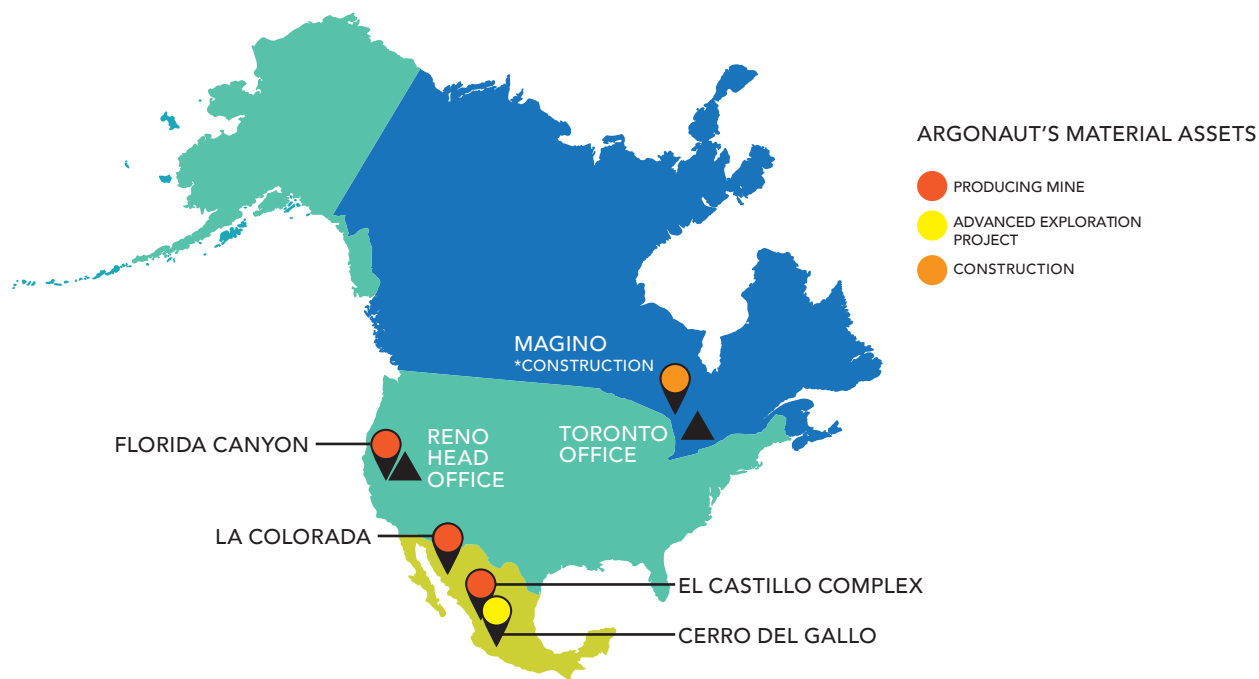 ARGONAUT'S MATERIAL ASSETS
PRODUCING MINE
ADVANCED EXPLORATION
PROJECT
CONSTRUCTION
MAGINO
*CONSTRUCTION
FLORIDA CANYON
RENO
HEAD
OFFICE
TORONTO
OFFICE
LA COLORADA
EL CASTILLO COMPLEX
CERRO DEL GALLO